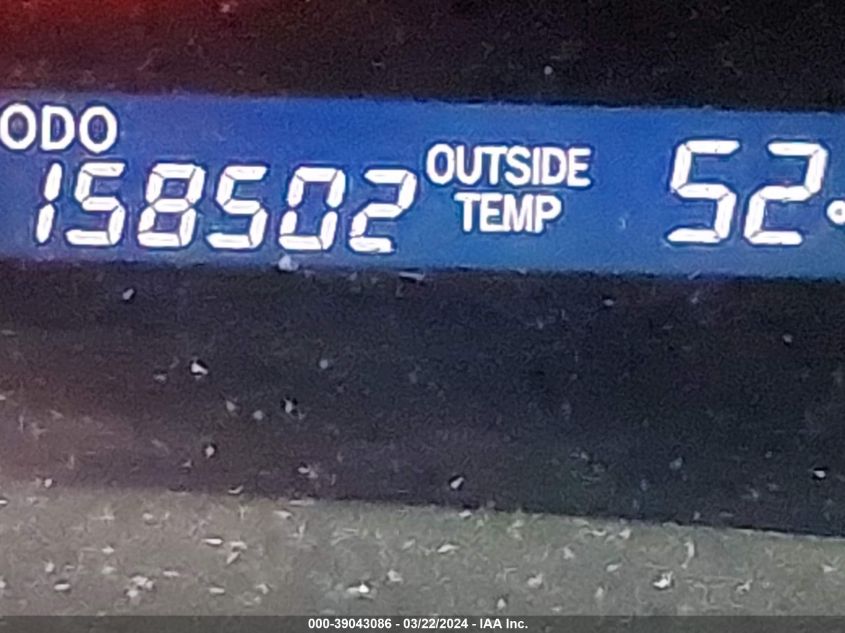 ODO
158502
OUTSIDE
TEMP
52°
000-39043086 - 03/22/2024 - IAA Inc.